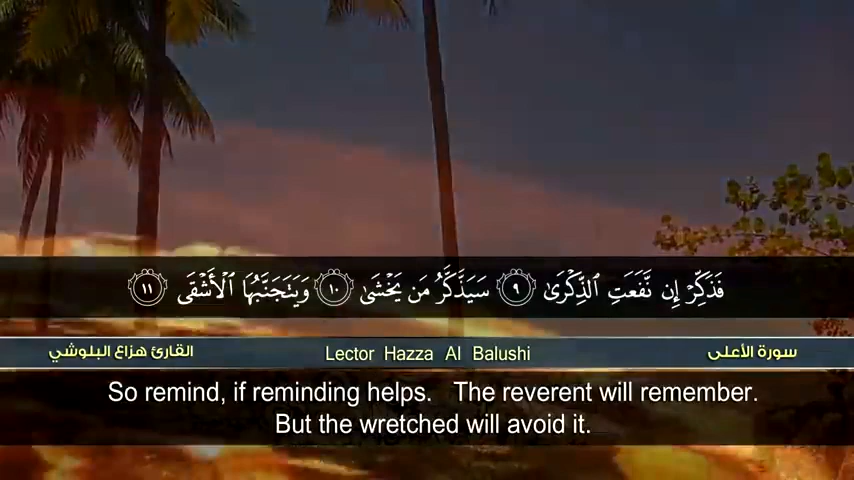 فَذَكِّرْ إِن نَّفَعَتِ ٱلذِّكْرَىٰ ۝٩ سَيَذَّكَّرُ مَن يَخْشَىٰ ۝١٠ وَيَتَجَنَّبُهَا ٱلْأَشْقَى ۝١١
سورة الأعلى Lector Hazza Al Balushi القارئ هزاع البلوشي
So remind, if reminding helps. The reverent will remember.
But the wretched will avoid it.